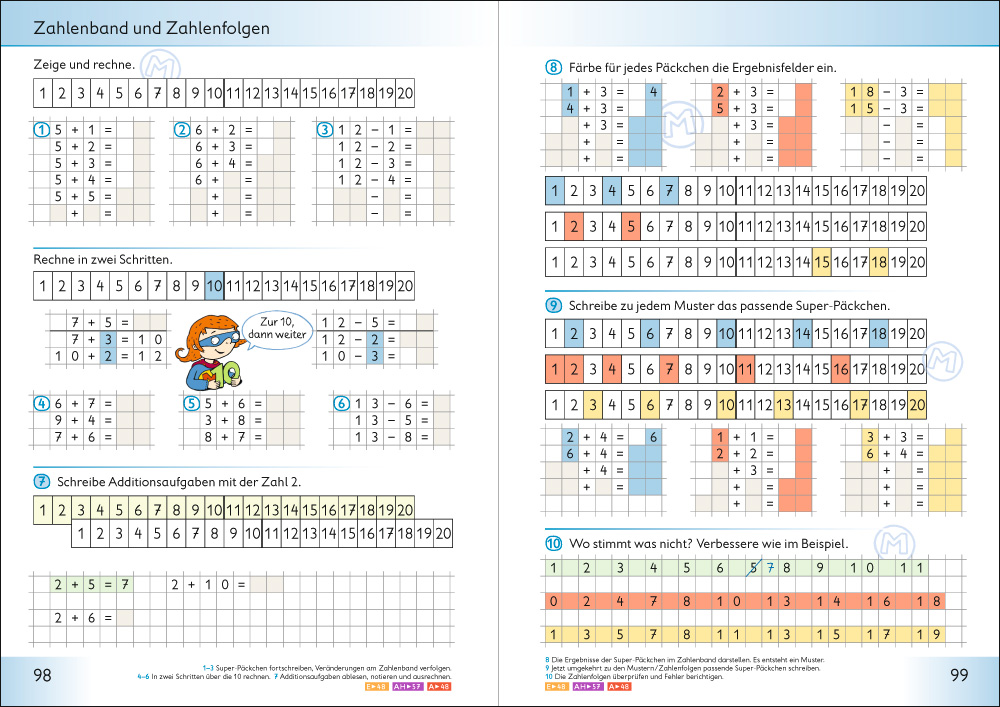 Zahlenband und Zahlenfolgen
Zeige und rechne.
1 2 3 4 5 6 7 8 9 10 11 12 13 14 15 16 17 18 19 20
1 5 + 1 =
5 + 2 =
5 + 3 =
5 + 4 =
5 + 5 =
+ =
2 6 + 2 =
6 + 3 =
6 + 4 =
6 + =
+ =
+ =
3 12 - 1 =
12 - 2 =
12 - 3 =
12 - 4 =
- =
- =
Rechne in zwei Schritten.
1 2 3 4 5 6 7 8 9 10 11 12 13 14 15 16 17 18 19 20
7 + 5 =
7 + 3 = 10
10 + 2 = 12
Zur 10,
dann weiter
M10
12 - 5 =
12 - 2 =
10 - 3 =
4 6 + 7 =
9 + 4 =
7 + 6 =
5 5 + 6 =
3 + 8 =
8 + 7 =
6 13 - 6 =
13 - 5 =
13 - 8 =
7 Schreibe Additionsaufgaben mit der Zahl 2.
1 2 3 4 5 6 7 8 9 10 11 12 13 14 15 16 17 18 19 20
1 2 3 4 5 6 7 8 9 10 11 12 13 14 15 16 17 18 19 20
2 + 5 = 7 2 + 10 =
2 + 6 =
98
1–3 Super-Päckchen fortschreiben, Veränderungen am Zahlenband verfolgen.
4–6 In zwei Schritten über die 10 rechnen. 7 Additionsaufgaben ablesen, notieren und ausrechnen.
E▸48 AH▸57 A▸48
8 Färbe für jedes Päckchen die Ergebnisfelder ein.
1 + 3 = 4
4 + 3 =
+ 3 =
+ =
+ =
2 + 3 =
5 + 3 =
+ 3 =
+ =
+ =
18 - 3 =
15 - 3 =
- =
- =
- =
1 2 3 4 5 6 7 8 9 10 11 12 13 14 15 16 17 18 19 20
1 2 3 4 5 6 7 8 9 10 11 12 13 14 15 16 17 18 19 20
1 2 3 4 5 6 7 8 9 10 11 12 13 14 15 16 17 18 19 20
9 Schreibe zu jedem Muster das passende Super-Päckchen.
1 2 3 4 5 6 7 8 9 10 11 12 13 14 15 16 17 18 19 20
1 2 3 4 5 6 7 8 9 10 11 12 13 14 15 16 17 18 19 20
1 2 3 4 5 6 7 8 9 10 11 12 13 14 15 16 17 18 19 20
2 + 4 = 6
6 + 4 =
+ 4 =
+ =
1 + 1 =
2 + 2 =
+ 3 =
+ =
+ =
3 + 3 =
6 + 4 =
+ =
+ =
+ =
10 Wo stimmt was nicht? Verbessere wie im Beispiel.
1 2 3 4 5 6 5 7 8 9 10 11
0 2 4 7 8 10 13 14 16 18
1 3 5 7 8 11 13 15 17 19
8 Die Ergebnisse der Super-Päckchen im Zahlenband darstellen. Es entsteht ein Muster.
9 Jetzt umgekehrt zu den Mustern/Zahlenfolgen passende Super-Päckchen schreiben.
10 Die Zahlenfolgen überprüfen und Fehler berichtigen.
E▸48 AH▸57 A▸48
99